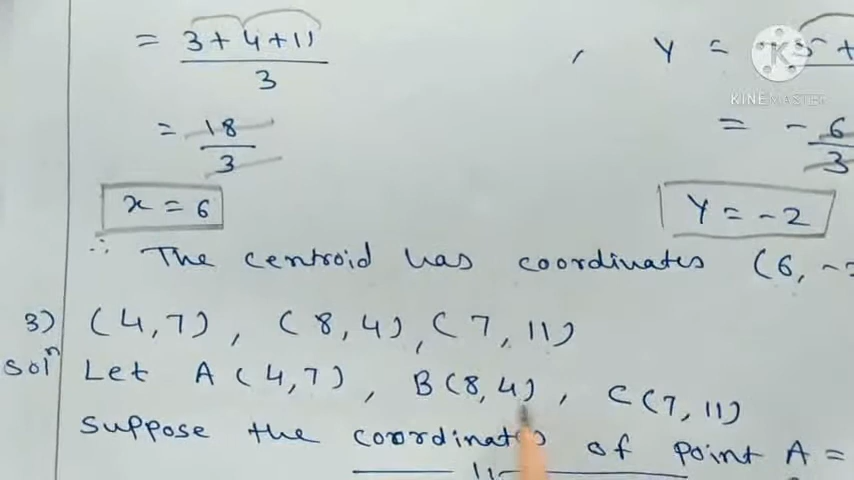 = 3+4+11 / 3 , Y = 
KINEMASTER
= 18/3 = -6/3
x = 6 Y = -2
∴ The centroid has coordinates (6, -
3) (4,7), (8,4), (7,11)
Solⁿ Let A(4,7), B(8,4), C(7,11)
Suppose the coordinates of point A =